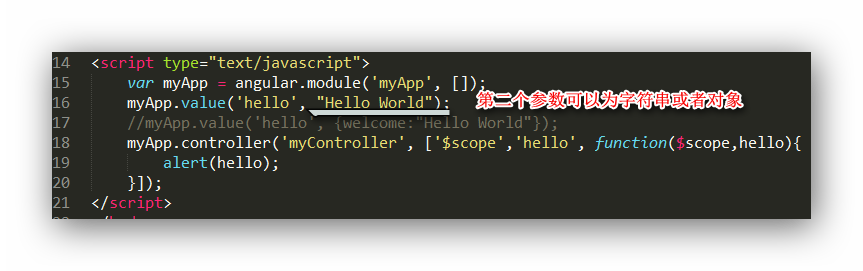 14 <script type="text/javascript">
15 var myApp = angular.module('myApp', []);
16 myApp.value('hello', "Hello World"); 第二个参数可以为字符串或者对象
17 //myApp.value('hello', {welcome:"Hello World"});
18 myApp.controller('myController', ['$scope','hello', function($scope,hello){
19 alert(hello);
20 }]);
21 </script>